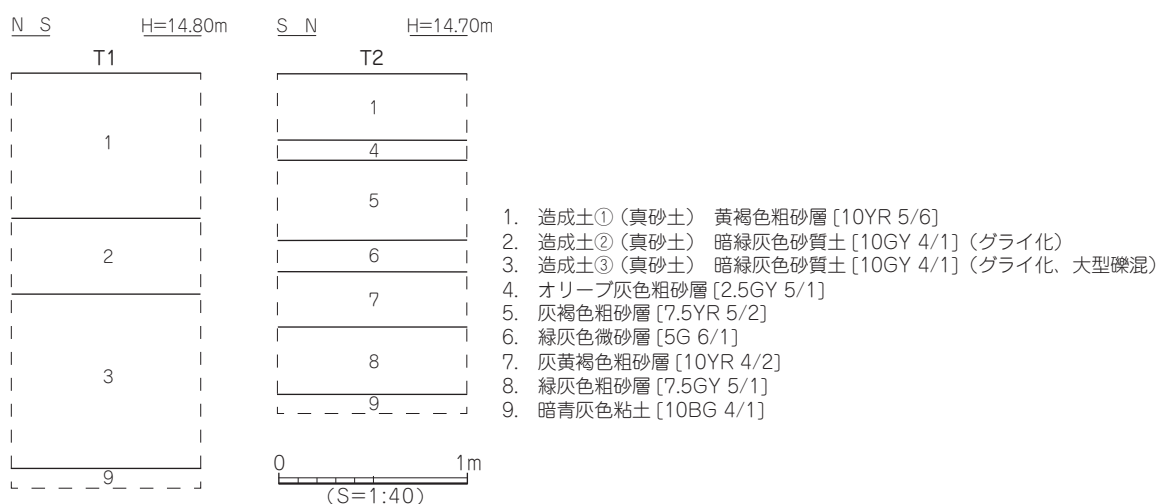 N S H=14.80m S N H=14.70m
T1 T2
1
2
3
9
1
4
5
6
7
8
9
1. 造成土①（真砂土） 黄褐色粗砂層 [10YR 5/6]
2. 造成土②（真砂土） 暗緑灰色砂質土 [10GY 4/1]（グライ化）
3. 造成土③（真砂土） 暗緑灰色砂質土 [10GY 4/1]（グライ化、大型礫混）
4. オリーブ灰色粗砂層 [2.5GY 5/1]
5. 灰褐色粗砂層 [7.5YR 5/2]
6. 緑灰色微砂層 [5G 6/1]
7. 灰黄褐色粗砂層 [10YR 4/2]
8. 緑灰色粗砂層 [7.5GY 5/1]
9. 暗青灰色粘土 [10BG 4/1]
0 1m
（S=1:40）